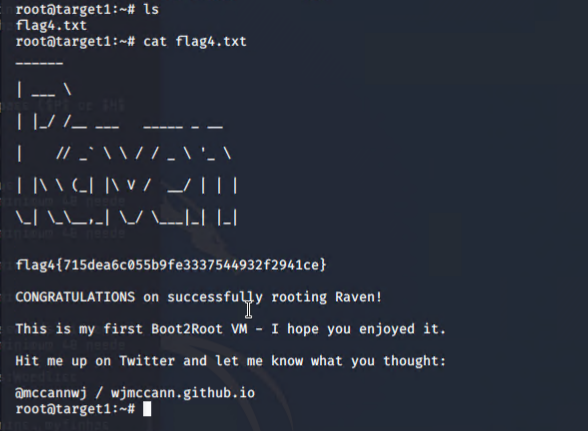 root@target1:~# ls
flag4.txt
root@target1:~# cat flag4.txt
______
| ___ \
| |_/ /__ ___   _____ _ __
|    // _` \ \ / / _ \ '_ \
| |\ \ (_| |\ V /  __/ | | |
\_| \_\__,_| \_/ \___|_| |_|
flag4{715dea6c055b9fe3337544932f2941ce}
CONGRATULATIONS on successfully rooting Raven!
This is my first Boot2Root VM - I hope you enjoyed it.
Hit me up on Twitter and let me know what you thought:
@mccannwj / wjmccann.github.io
root@target1:~#